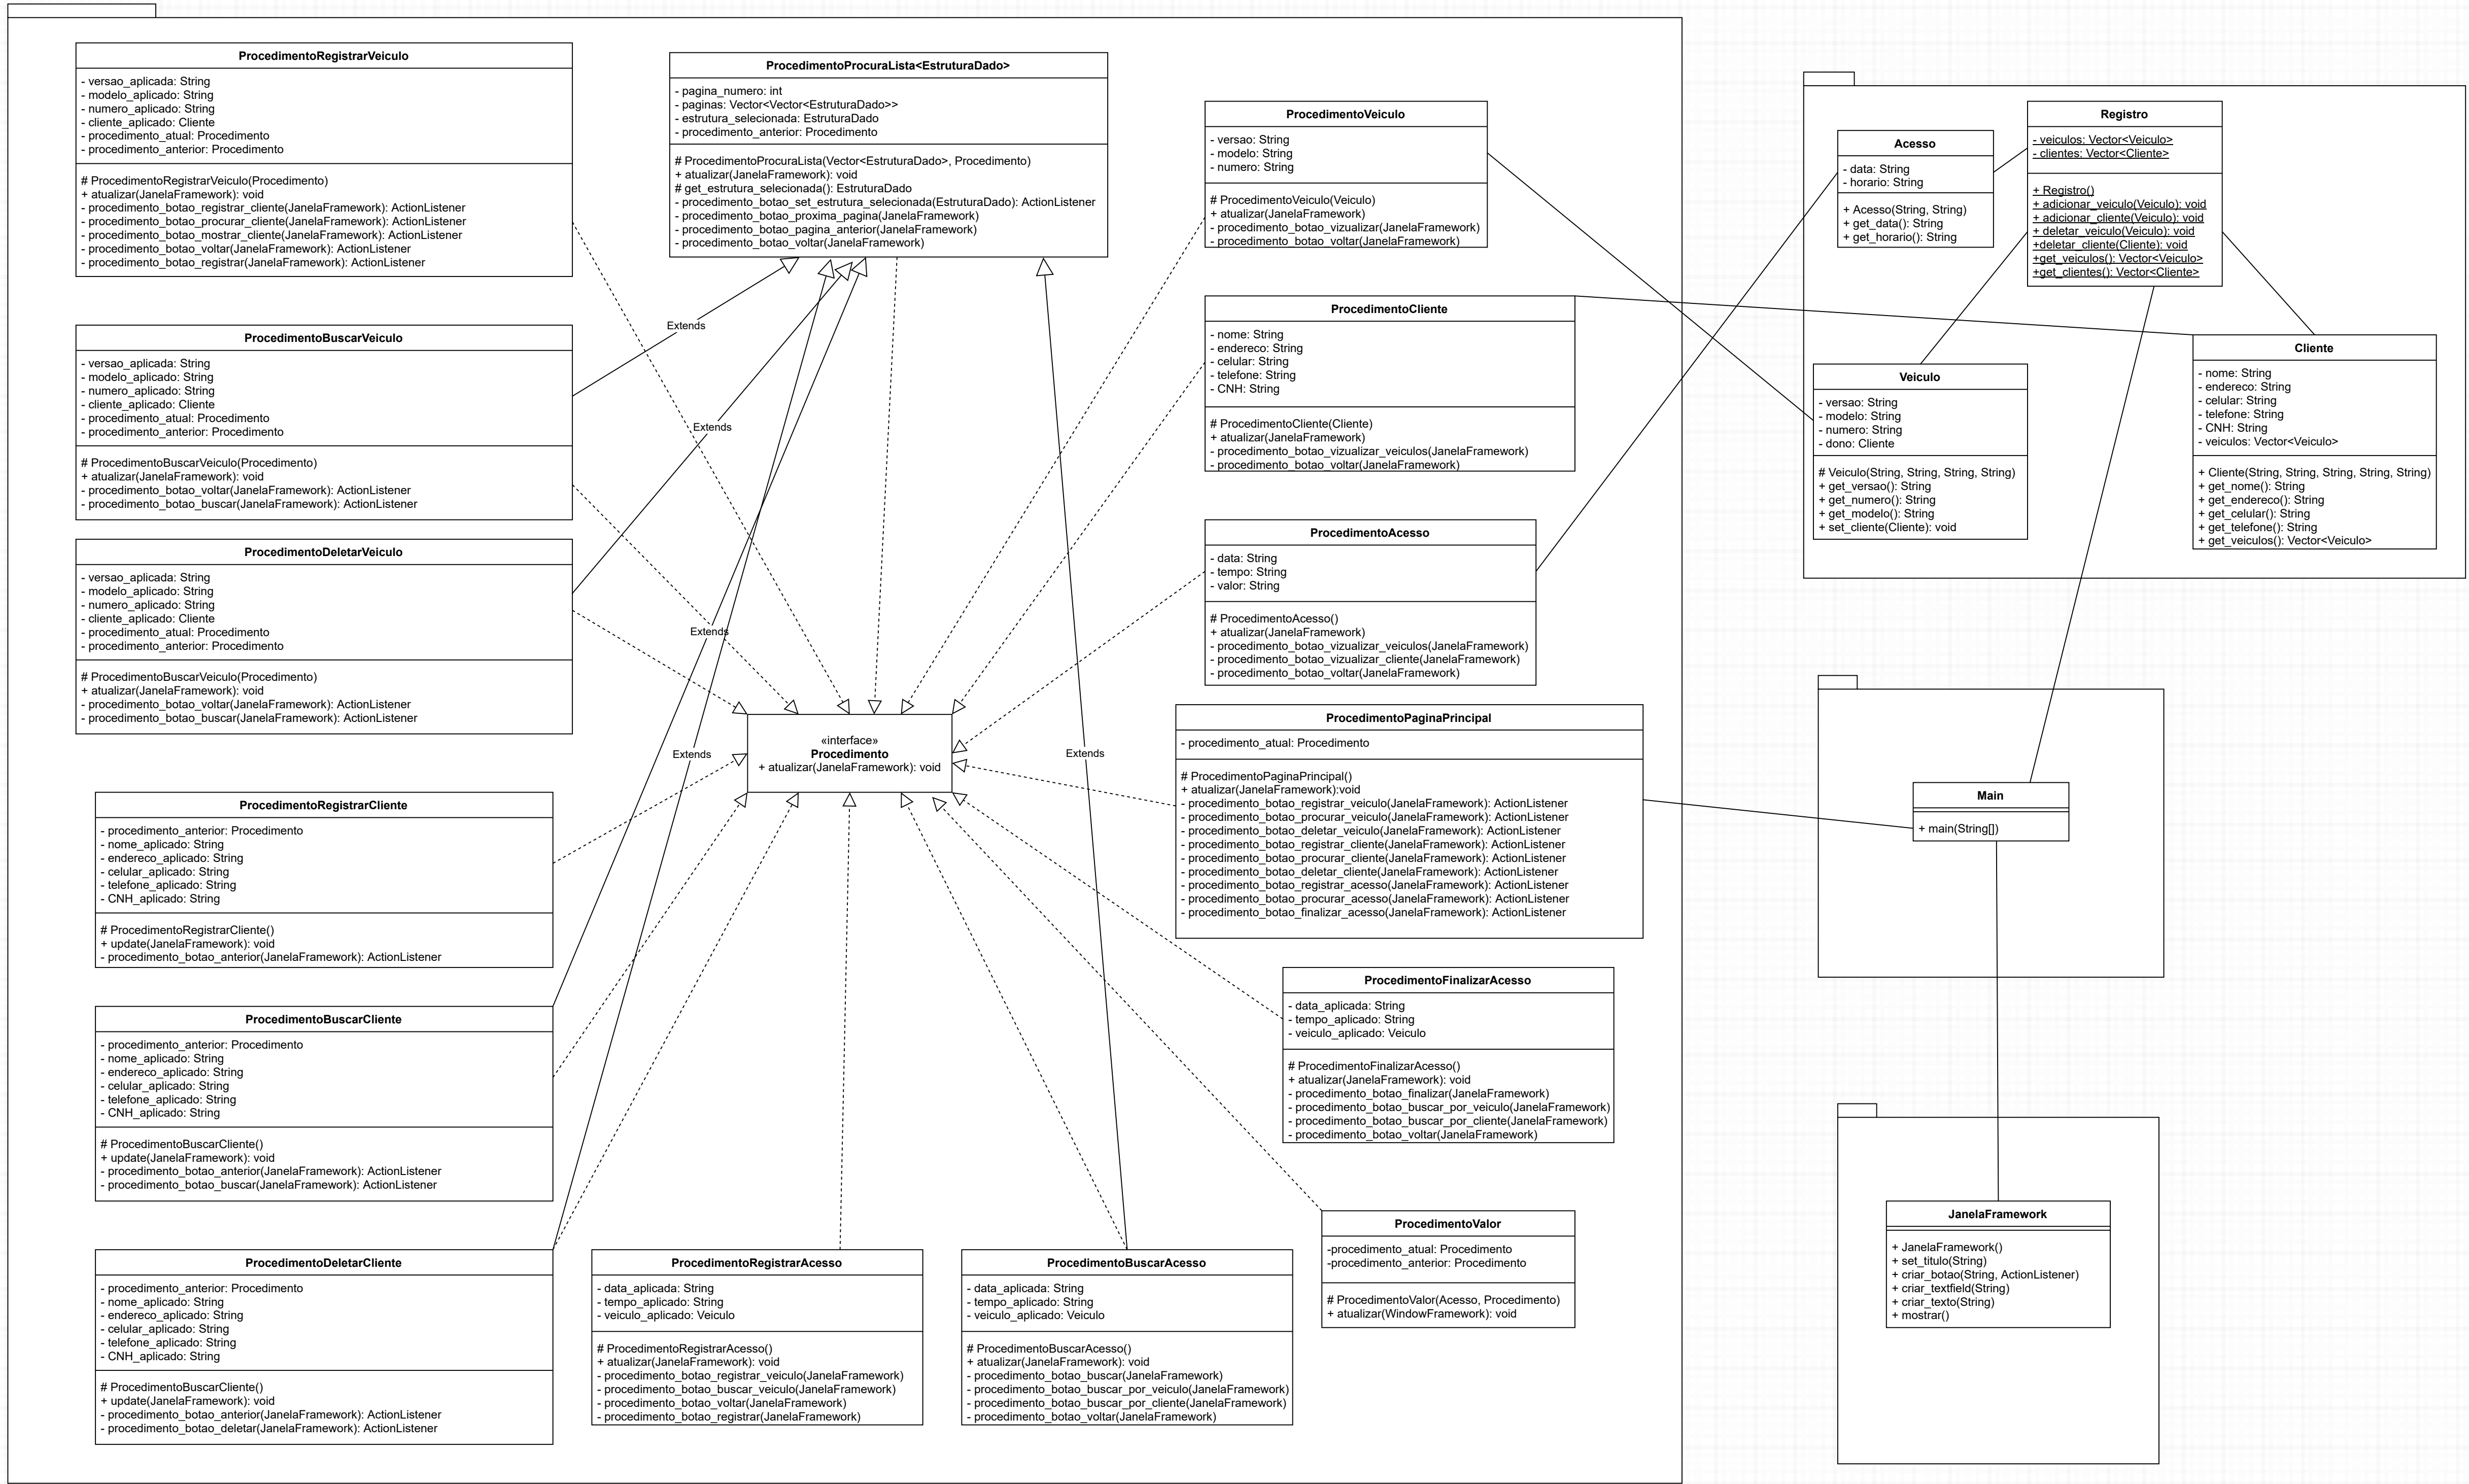 ProcedimentoRegistrarVeiculo
- versao_aplicada: String
- modelo_aplicado: String
- numero_aplicado: String
- cliente_aplicado: Cliente
- procedimento_atual: Procedimento
- procedimento_anterior: Procedimento
# ProcedimentoRegistrarVeiculo(Procedimento)
+ atualizar(JanelaFramework): void
- procedimento_botao_registrar_cliente(JanelaFramework): ActionListener
- procedimento_botao_procurar_cliente(JanelaFramework): ActionListener
- procedimento_botao_mostrar_cliente(JanelaFramework): ActionListener
- procedimento_botao_voltar(JanelaFramework): ActionListener
- procedimento_botao_registrar(JanelaFramework): ActionListener
ProcedimentoBuscarVeiculo
- versao_aplicada: String
- modelo_aplicado: String
- numero_aplicado: String
- cliente_aplicado: Cliente
- procedimento_atual: Procedimento
- procedimento_anterior: Procedimento
# ProcedimentoBuscarVeiculo(Procedimento)
+ atualizar(JanelaFramework): void
- procedimento_botao_voltar(JanelaFramework): ActionListener
- procedimento_botao_buscar(JanelaFramework): ActionListener
ProcedimentoDeletarVeiculo
- versao_aplicada: String
- modelo_aplicado: String
- numero_aplicado: String
- cliente_aplicado: Cliente
- procedimento_atual: Procedimento
- procedimento_anterior: Procedimento
# ProcedimentoBuscarVeiculo(Procedimento)
+ atualizar(JanelaFramework): void
- procedimento_botao_voltar(JanelaFramework): ActionListener
- procedimento_botao_buscar(JanelaFramework): ActionListener
ProcedimentoRegistrarCliente
- procedimento_anterior: Procedimento
- nome_aplicado: String
- endereco_aplicado: String
- celular_aplicado: String
- telefone_aplicado: String
- CNH_aplicado: String
# ProcedimentoRegistrarCliente()
+ update(JanelaFramework): void
- procedimento_botao_anterior(JanelaFramework): ActionListener
ProcedimentoBuscarCliente
- procedimento_anterior: Procedimento
- nome_aplicado: String
- endereco_aplicado: String
- celular_aplicado: String
- telefone_aplicado: String
- CNH_aplicado: String
# ProcedimentoBuscarCliente()
+ update(JanelaFramework): void
- procedimento_botao_anterior(JanelaFramework): ActionListener
- procedimento_botao_buscar(JanelaFramework): ActionListener
ProcedimentoDeletarCliente
- procedimento_anterior: Procedimento
- nome_aplicado: String
- endereco_aplicado: String
- celular_aplicado: String
- telefone_aplicado: String
- CNH_aplicado: String
# ProcedimentoBuscarCliente()
+ update(JanelaFramework): void
- procedimento_botao_anterior(JanelaFramework): ActionListener
- procedimento_botao_deletar(JanelaFramework): ActionListener
ProcedimentoProcuraLista<EstruturaDado>
- pagina_numero: int
- paginas: Vector<Vector<EstruturaDado>>
- estrutura_selecionada: EstruturaDado
- procedimento_anterior: Procedimento
# ProcedimentoProcuraLista(Vector<EstruturaDado>, Procedimento)
+ atualizar(JanelaFramework): void
# get_estrutura_selecionada(): EstruturaDado
- procedimento_botao_set_estrutura_selecionada(EstruturaDado): ActionListener
- procedimento_botao_proxima_pagina(JanelaFramework)
- procedimento_botao_pagina_anterior(JanelaFramework)
- procedimento_botao_voltar(JanelaFramework)
Extends
Extends
Extends
Extends
Extends
«interface»
Procedimento
+ atualizar(JanelaFramework): void
ProcedimentoRegistrarAcesso
- data_aplicada: String
- tempo_aplicado: String
- veiculo_aplicado: Veiculo
# ProcedimentoRegistrarAcesso()
+ atualizar(JanelaFramework): void
- procedimento_botao_registrar_veiculo(JanelaFramework)
- procedimento_botao_buscar_veiculo(JanelaFramework)
- procedimento_botao_voltar(JanelaFramework)
- procedimento_botao_registrar(JanelaFramework)
ProcedimentoBuscarAcesso
- data_aplicada: String
- tempo_aplicado: String
- veiculo_aplicado: Veiculo
# ProcedimentoBuscarAcesso()
+ atualizar(JanelaFramework): void
- procedimento_botao_buscar(JanelaFramework)
- procedimento_botao_buscar_por_veiculo(JanelaFramework)
- procedimento_botao_buscar_por_cliente(JanelaFramework)
- procedimento_botao_voltar(JanelaFramework)
ProcedimentoVeiculo
- versao: String
- modelo: String
- numero: String
# ProcedimentoVeiculo(Veiculo)
+ atualizar(JanelaFramework)
- procedimento_botao_vizualizar(JanelaFramework)
- procedimento_botao_voltar(JanelaFramework)
ProcedimentoCliente
- nome: String
- endereco: String
- celular: String
- telefone: String
- CNH: String
# ProcedimentoCliente(Cliente)
+ atualizar(JanelaFramework)
- procedimento_botao_vizualizar_veiculos(JanelaFramework)
- procedimento_botao_voltar(JanelaFramework)
ProcedimentoAcesso
- data: String
- tempo: String
- valor: String
# ProcedimentoAcesso()
+ atualizar(JanelaFramework)
- procedimento_botao_vizualizar_veiculos(JanelaFramework)
- procedimento_botao_vizualizar_cliente(JanelaFramework)
- procedimento_botao_voltar(JanelaFramework)
ProcedimentoPaginaPrincipal
- procedimento_atual: Procedimento
# ProcedimentoPaginaPrincipal()
+ atualizar(JanelaFramework):void
- procedimento_botao_registrar_veiculo(JanelaFramework): ActionListener
- procedimento_botao_procurar_veiculo(JanelaFramework): ActionListener
- procedimento_botao_deletar_veiculo(JanelaFramework): ActionListener
- procedimento_botao_registrar_cliente(JanelaFramework): ActionListener
- procedimento_botao_procurar_cliente(JanelaFramework): ActionListener
- procedimento_botao_deletar_cliente(JanelaFramework): ActionListener
- procedimento_botao_registrar_acesso(JanelaFramework): ActionListener
- procedimento_botao_procurar_acesso(JanelaFramework): ActionListener
- procedimento_botao_finalizar_acesso(JanelaFramework): ActionListener
ProcedimentoFinalizarAcesso
- data_aplicada: String
- tempo_aplicado: String
- veiculo_aplicado: Veiculo
# ProcedimentoFinalizarAcesso()
+ atualizar(JanelaFramework): void
- procedimento_botao_finalizar(JanelaFramework)
- procedimento_botao_buscar_por_veiculo(JanelaFramework)
- procedimento_botao_buscar_por_cliente(JanelaFramework)
- procedimento_botao_voltar(JanelaFramework)
ProcedimentoValor
-procedimento_atual: Procedimento
-procedimento_anterior: Procedimento
# ProcedimentoValor(Acesso, Procedimento)
+ atualizar(WindowFramework): void
Acesso
- data: String
- horario: String
+ Acesso(String, String)
+ get_data(): String
+ get_horario(): String
Registro
- veiculos: Vector<Veiculo>
- clientes: Vector<Cliente>
+ Registro()
+ adicionar_veiculo(Veiculo): void
+ adicionar_cliente(Veiculo): void
+ deletar_veiculo(Veiculo): void
+deletar_cliente(Cliente): void
+get_veiculos(): Vector<Veiculo>
+get_clientes(): Vector<Cliente>
Veiculo
- versao: String
- modelo: String
- numero: String
- dono: Cliente
# Veiculo(String, String, String, String)
+ get_versao(): String
+ get_numero(): String
+ get_modelo(): String
+ set_cliente(Cliente): void
Cliente
- nome: String
- endereco: String
- celular: String
- telefone: String
- CNH: String
- veiculos: Vector<Veiculo>
+ Cliente(String, String, String, String, String)
+ get_nome(): String
+ get_endereco(): String
+ get_celular(): String
+ get_telefone(): String
+ get_veiculos(): Vector<Veiculo>
Main
+ main(String[])
JanelaFramework
+ JanelaFramework()
+ set_titulo(String)
+ criar_botao(String, ActionListener)
+ criar_textfield(String)
+ criar_texto(String)
+ mostrar()